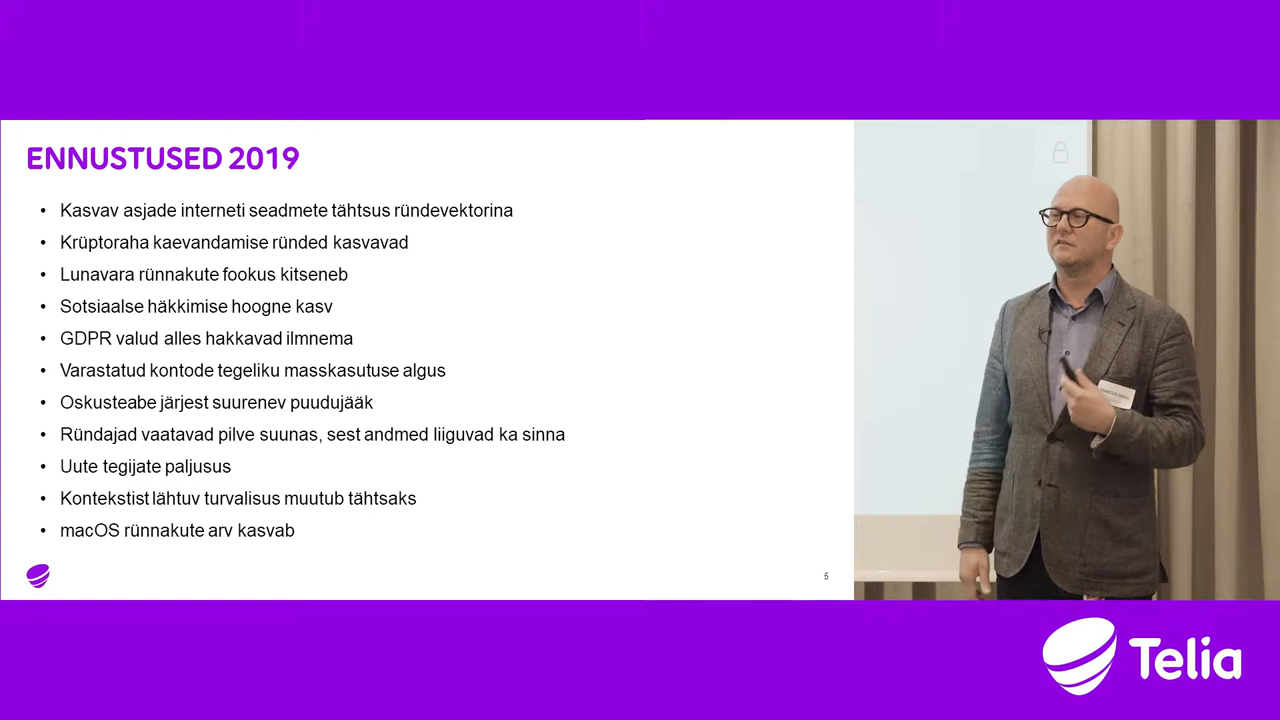 ENNUSTUSED 2019
• Kasvav asjade interneti seadmete tähtsus ründevektorina
• Krüptoraha kaevandamise ründed kasvavad
• Lunavara rünnakute fookus kitseneb
• Sotsiaalse häkkimise hoogne kasv
• GDPR valud alles hakkavad ilmnema
• Varastatud kontode tegeliku masskasutuse algus
• Oskusteabe järjest suurenev puudujääk
• Ründajad vaatavad pilve suunas, sest andmed liiguvad ka sinna
• Uute tegijate paljusus
• Kontekstist lähtuv turvalisus muutub tähtsaks
• macOS rünnakute arv kasvab
5
Telia